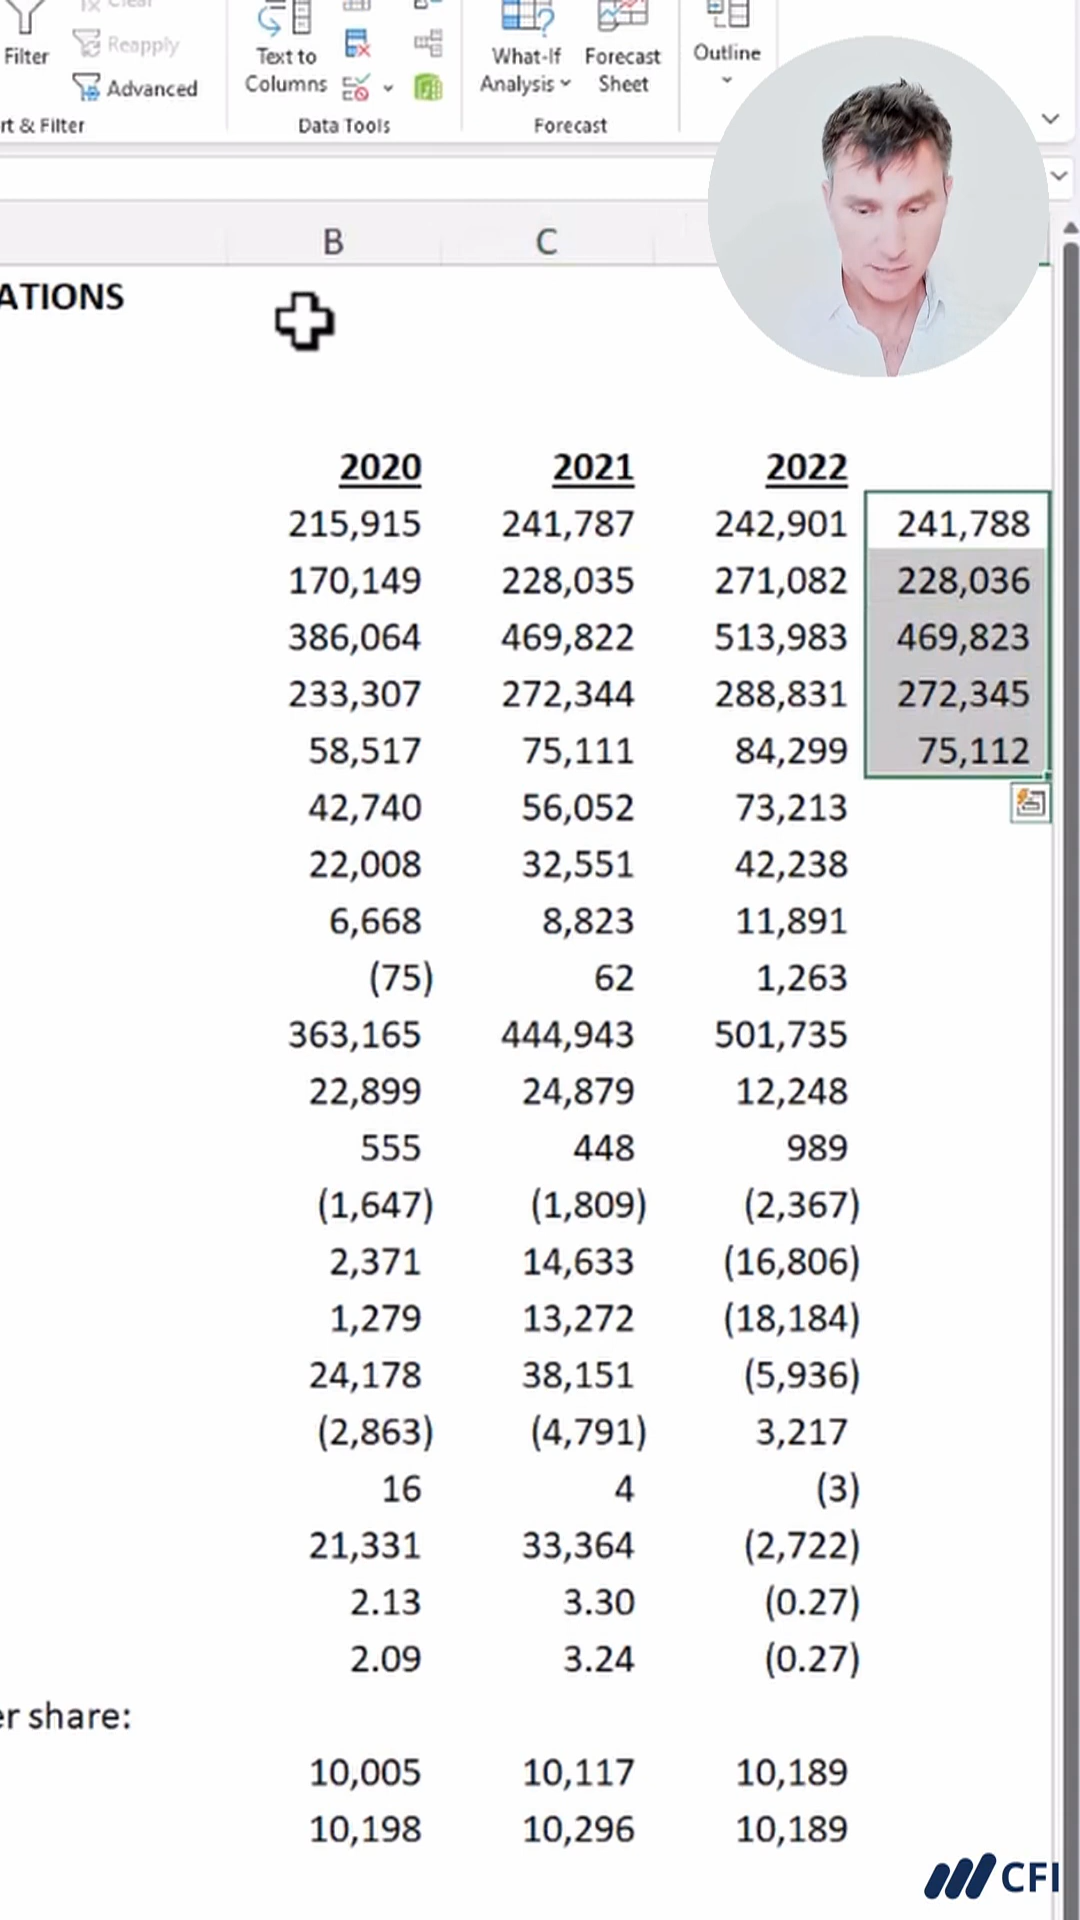 Clear
Filter
Reapply
Advanced
rt & Filter
Text to
Columns
Data Tools
What-If
Analysis
Forecast
Sheet
Forecast
Outline
B C
ATIONS
2020 2021 2022
215,915 241,787 242,901 241,788
170,149 228,035 271,082 228,036
386,064 469,822 513,983 469,823
233,307 272,344 288,831 272,345
58,517 75,111 84,299 75,112
42,740 56,052 73,213
22,008 32,551 42,238
6,668 8,823 11,891
(75) 62 1,263
363,165 444,943 501,735
22,899 24,879 12,248
555 448 989
(1,647) (1,809) (2,367)
2,371 14,633 (16,806)
1,279 13,272 (18,184)
24,178 38,151 (5,936)
(2,863) (4,791) 3,217
16 4 (3)
21,331 33,364 (2,722)
2.13 3.30 (0.27)
2.09 3.24 (0.27)
er share:
10,005 10,117 10,189
10,198 10,296 10,189
CFI